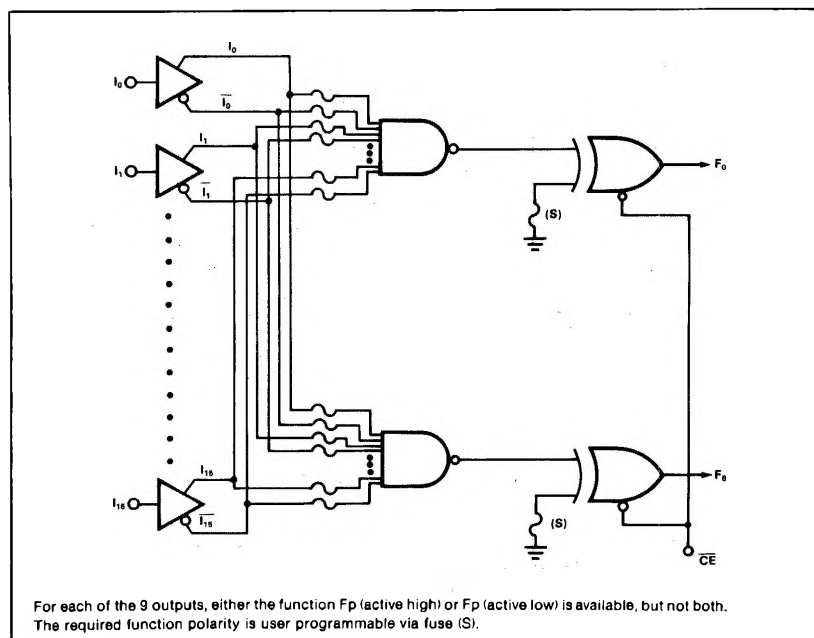 I₀
I₀
I̅₀̅
F₀
I₁
I₁
I̅₁̅
(S)
I₁₅
I₁₅
I̅₁₅̅
F₈
(S)
C̅E̅
For each of the 9 outputs, either the function Fp (active high) or Fp (active low) is available, but not both.
The required function polarity is user programmable via fuse (S).